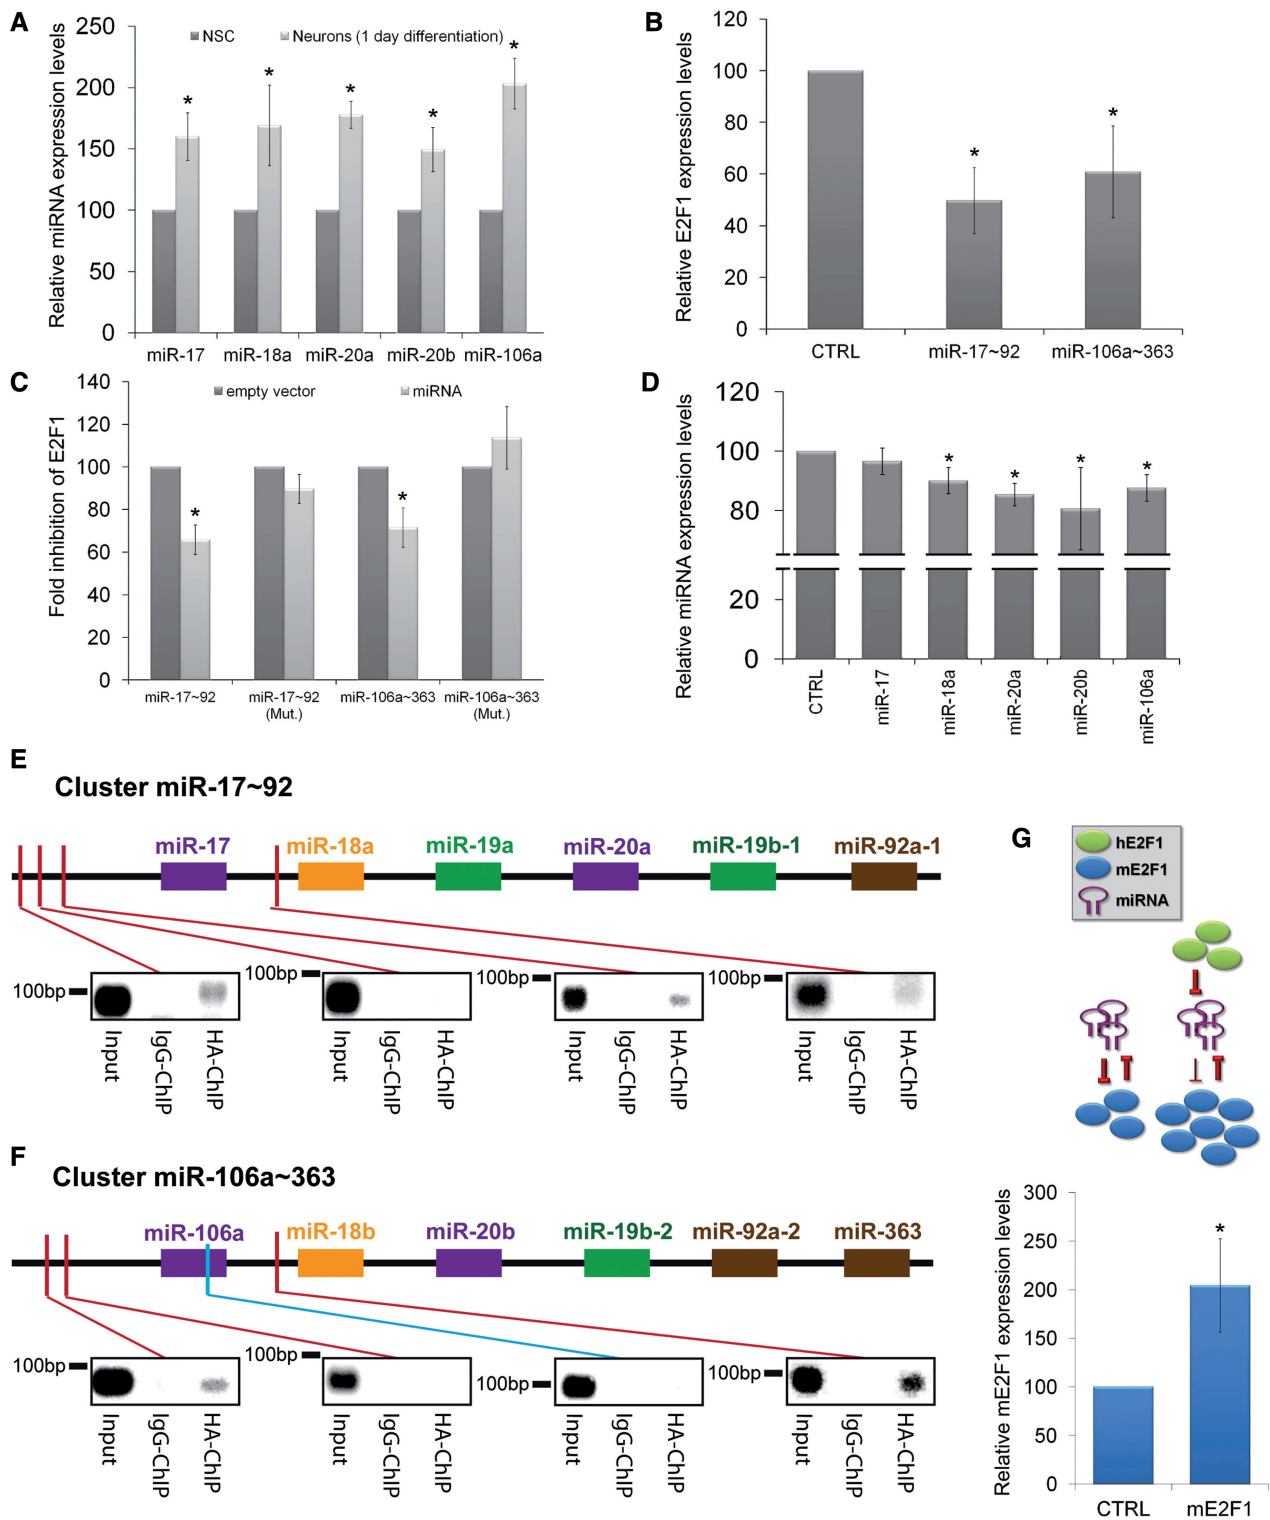 A
Relative miRNA expression levels
250
200
150
100
50
0
NSC
Neurons (1 day differentiation)
*
*
*
*
*
miR-17
miR-18a
miR-20a
miR-20b
miR-106a
B
Relative E2F1 expression levels
120
100
80
60
40
20
0
*
*
CTRL
miR-17~92
miR-106a~363
C
Fold inhibition of E2F1
140
120
100
80
60
40
20
0
empty vector
miRNA
*
*
miR-17~92
miR-17~92
(Mut.)
miR-106a~363
miR-106a~363
(Mut.)
D
Relative miRNA expression levels
120
100
80
20
0
*
*
*
*
CTRL
miR-17
miR-18a
miR-20a
miR-20b
miR-106a
E
Cluster miR-17~92
miR-17
miR-18a
miR-19a
miR-20a
miR-19b-1
miR-92a-1
100bp
100bp
100bp
100bp
Input
IgG-ChIP
HA-ChIP
Input
IgG-ChIP
HA-ChIP
Input
IgG-ChIP
HA-ChIP
Input
IgG-ChIP
HA-ChIP
F
Cluster miR-106a~363
miR-106a
miR-18b
miR-20b
miR-19b-2
miR-92a-2
miR-363
100bp
100bp
100bp
100bp
Input
IgG-ChIP
HA-ChIP
Input
IgG-ChIP
HA-ChIP
Input
IgG-ChIP
HA-ChIP
Input
IgG-ChIP
HA-ChIP
G
hE2F1
mE2F1
miRNA
Relative mE2F1 expression levels
300
250
200
150
100
50
0
*
CTRL
mE2F1